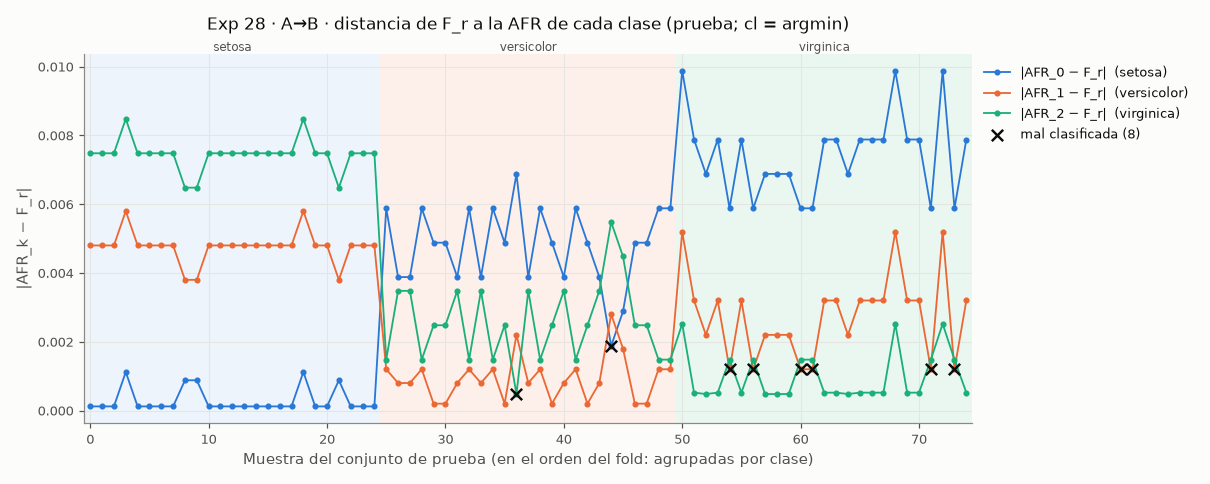 Exp 28 · A→B · distancia de F_r a la AFR de cada clase (prueba; cl = argmin)
setosa
versicolor
virginica
|AFR_k − F_r|
0.010
0.008
0.006
0.004
0.002
0.000
0
10
20
30
40
50
60
70
Muestra del conjunto de prueba (en el orden del fold: agrupadas por clase)
|AFR_0 − F_r| (setosa)
|AFR_1 − F_r| (versicolor)
|AFR_2 − F_r| (virginica)
mal clasificada (8)